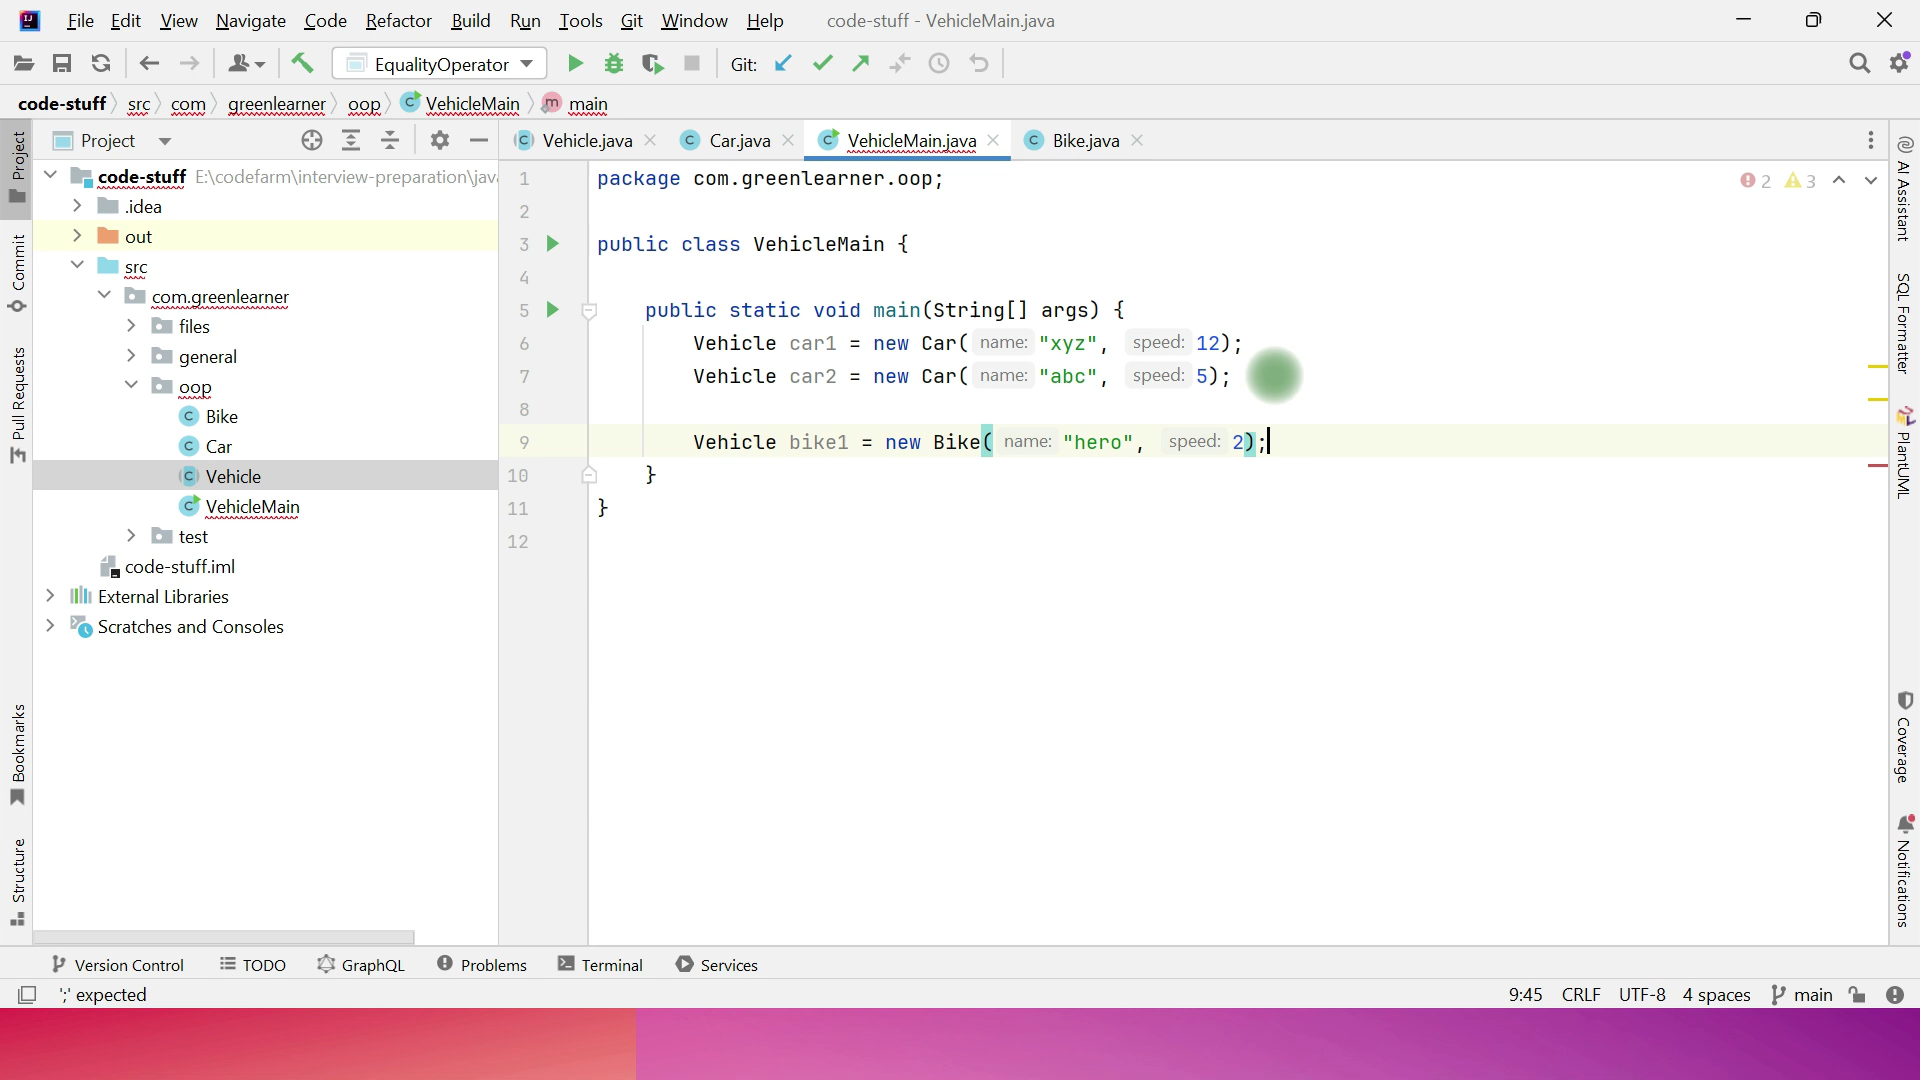 File Edit View Navigate Code Refactor Build Run Tools Git Window Help code-stuff - VehicleMain.java
EqualityOperator Git:
code-stuff src com greenlearner oop VehicleMain main
Project Vehicle.java Car.java VehicleMain.java Bike.java
code-stuff E:\codefarm\interview-preparation\jav
.idea
out
src
com.greenlearner
files
general
oop
Bike
Car
Vehicle
VehicleMain
test
code-stuff.iml
External Libraries
Scratches and Consoles
1 package com.greenlearner.oop;
2
3 public class VehicleMain {
4
5 public static void main(String[] args) {
6 Vehicle car1 = new Car( name: "xyz", speed: 12);
7 Vehicle car2 = new Car( name: "abc", speed: 5);
8
9 Vehicle bike1 = new Bike( name: "hero", speed: 2);
10 }
11 }
12
2 3
Project
Commit
Pull Requests
Bookmarks
Structure
AI Assistant
SQL Formatter
PlantUML
Coverage
Notifications
Version Control TODO GraphQL Problems Terminal Services
';' expected 9:45 CRLF UTF-8 4 spaces main